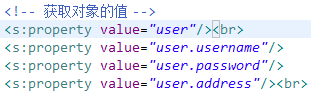 <!-- 获取对象的值 -->
<s:property value="user"/><br>
<s:property value="user.username"/>
<s:property value="user.password"/>
<s:property value="user.address"/><br>